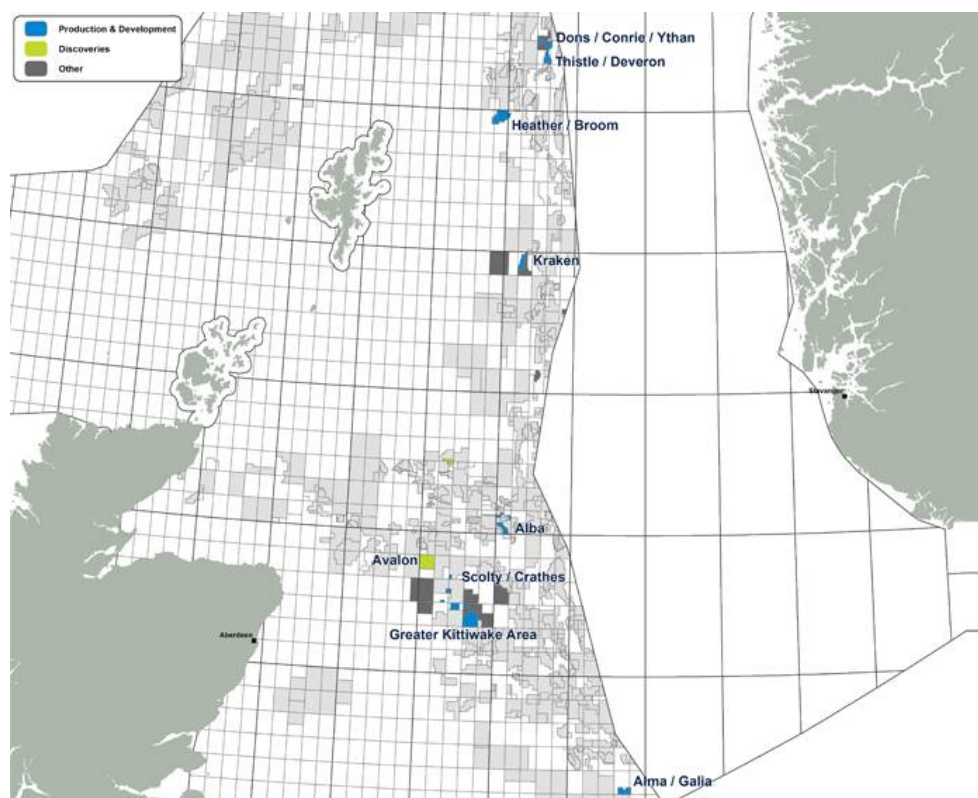 Production & Development
Discoveries
Other
Dons / Conrie / Ythan
Thistle / Deveron
Heather / Broom
Kraken
Stavanger
Alba
Avalon
Scolty / Crathes
Greater Kittiwake Area
Aberdeen
Alma / Galia